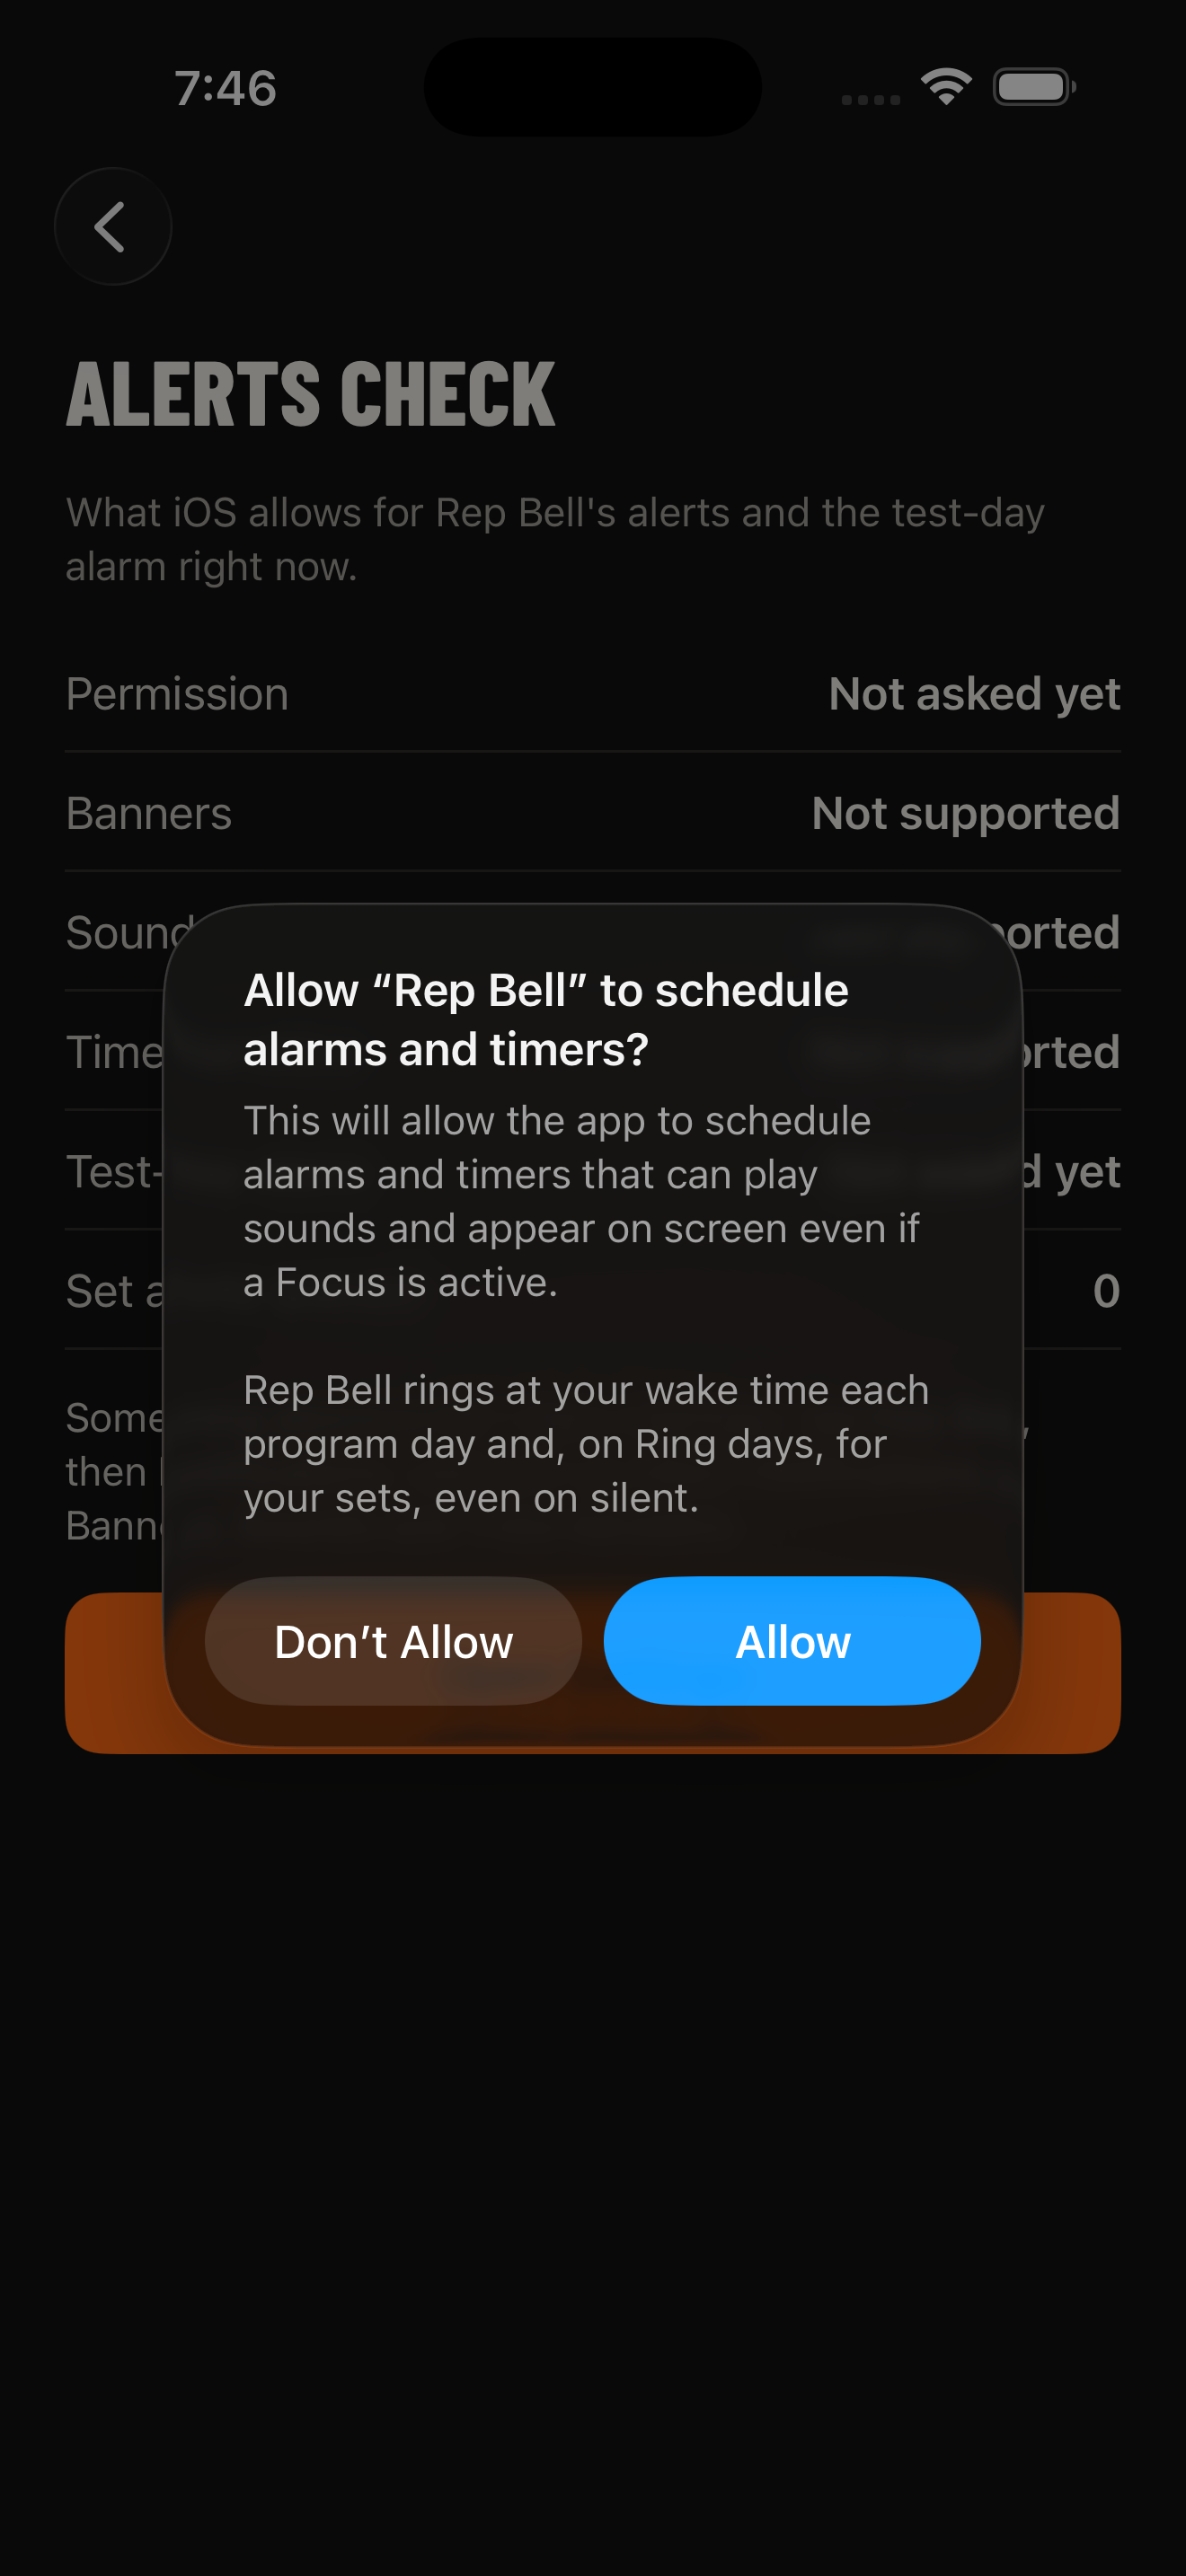 7:46
ALERTS CHECK
What iOS allows for Rep Bell's alerts and the test-day
alarm right now.
Permission Not asked yet
Banners Not supported
Allow “Rep Bell” to schedule
alarms and timers?
This will allow the app to schedule
alarms and timers that can play
sounds and appear on screen even if
a Focus is active.
Rep Bell rings at your wake time each
program day and, on Ring days, for
your sets, even on silent.
Don’t Allow
Allow
Set
0
then
yet